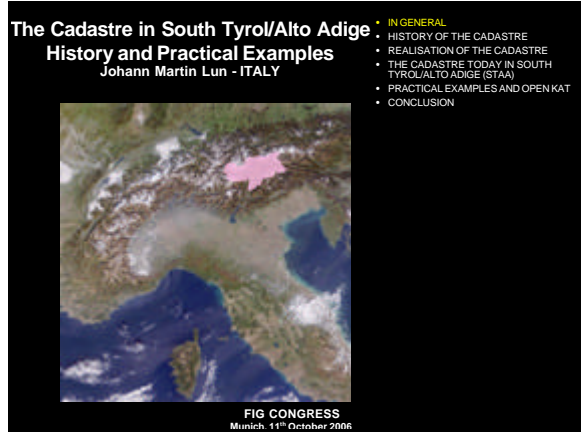 The Cadastre in South Tyrol/Alto Adige
History and Practical Examples
Johann Martin Lun - ITALY
• IN GENERAL
• HISTORY OF THE CADASTRE
• REALISATION OF THE CADASTRE
• THE CADASTRE TODAY IN SOUTH
TYROL/ALTO ADIGE (STAA)
• PRACTICAL EXAMPLES AND OPEN KAT
• CONCLUSION
FIG CONGRESS
Munich, 11th October 2006